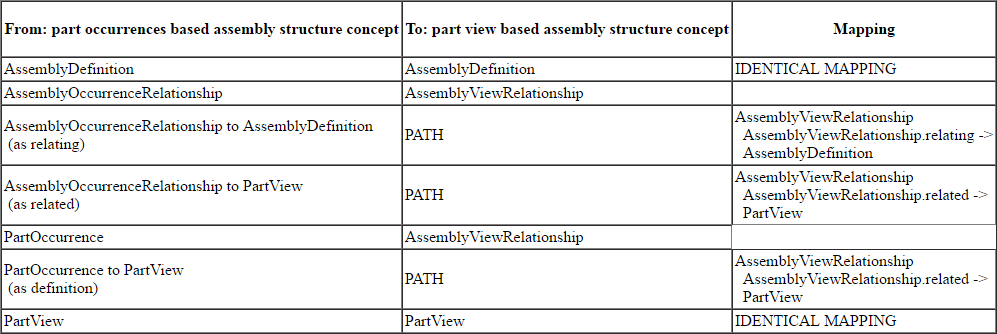 From: part occurrences based assembly structure concept To: part view based assembly structure concept Mapping
AssemblyDefinition AssemblyDefinition IDENTICAL MAPPING
AssemblyOccurrenceRelationship AssemblyViewRelationship
AssemblyOccurrenceRelationship to AssemblyDefinition
(as relating)
PATH
AssemblyViewRelationship
AssemblyViewRelationship.relating ->
AssemblyDefinition
AssemblyOccurrenceRelationship to PartView
(as related)
PATH
AssemblyViewRelationship
AssemblyViewRelationship.related ->
PartView
PartOccurrence AssemblyViewRelationship
PartOccurrence to PartView
(as definition)
PATH
AssemblyViewRelationship
AssemblyViewRelationship.related ->
PartView
PartView PartView IDENTICAL MAPPING